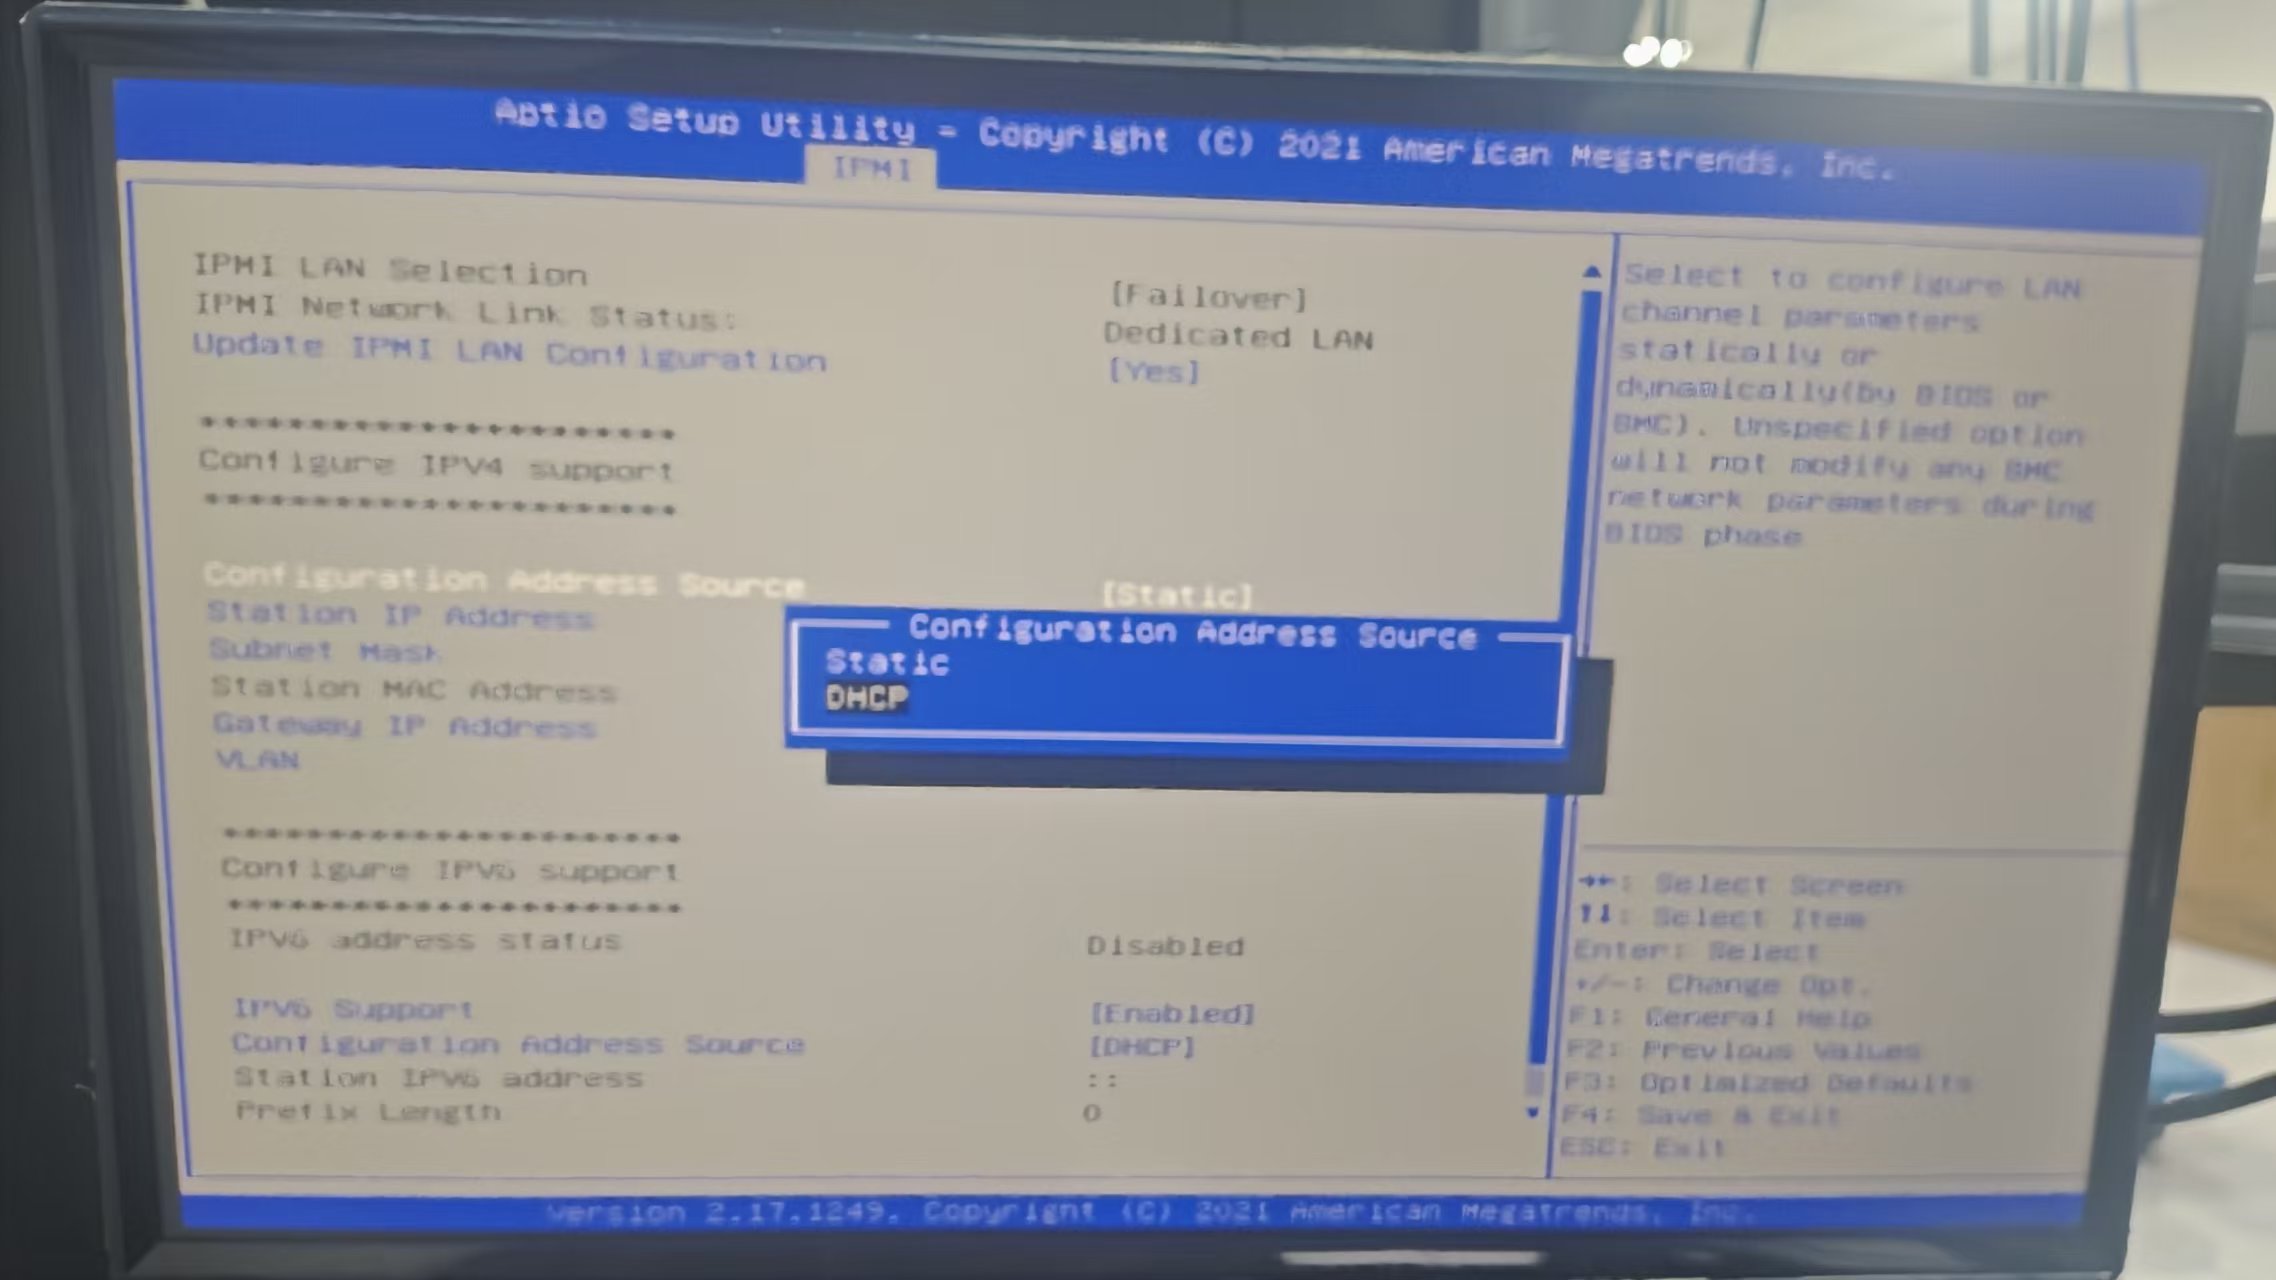 Aptio Setup Utility - Copyright (C) 2021 American Megatrends, Inc.
IPMI
IPMI LAN Selection [Failover]
IPMI Network Link Status: Dedicated LAN
Update IPMI LAN Configuration [Yes]
***********************
Configure IPV4 support
***********************
Configuration Address Source [Static]
Station IP Address
Subnet Mask
Station MAC Address
Gateway IP Address
VLAN
Configuration Address Source
Static
DHCP
***********************
Configure IPV6 support
***********************
IPV6 address status Disabled
IPV6 Support [Enabled]
Configuration Address Source [DHCP]
Station IPV6 address ::
Prefix Length 0
Select to configure LAN
channel parameters
statically or
dynamically(by BIOS or
BMC). Unspecified option
will not modify any BMC
network parameters during
BIOS phase
→←: Select Screen
↑↓: Select Item
Enter: Select
+/-: Change Opt.
F1: General Help
F2: Previous Values
F3: Optimized Defaults
F4: Save & Exit
ESC: Exit
Version 2.17.1249. Copyright (C) 2021 American Megatrends, Inc.